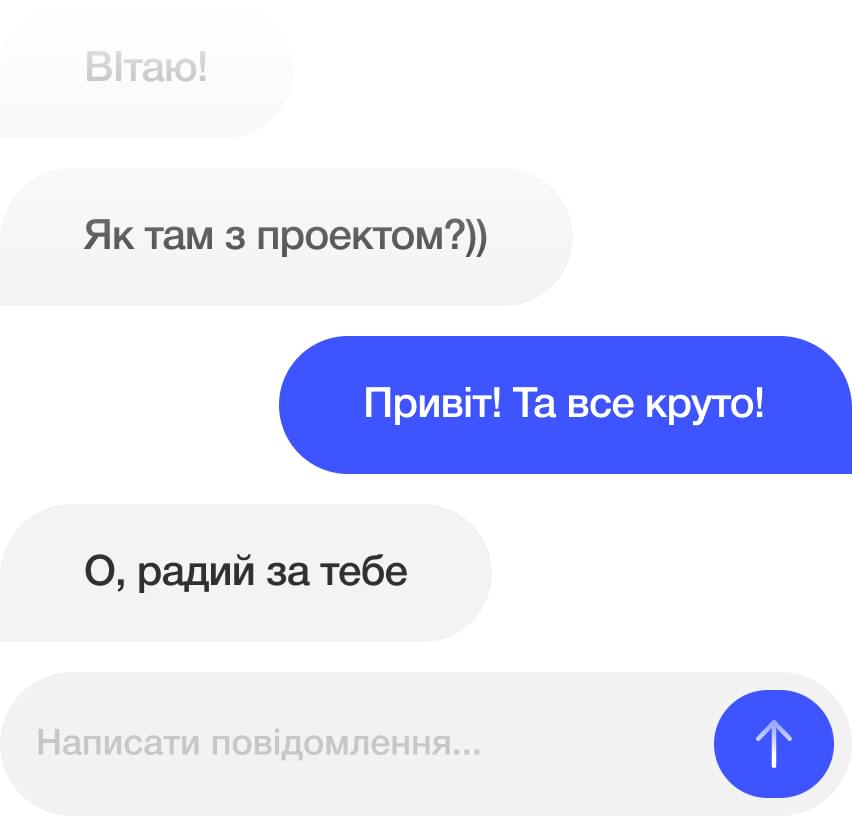 ВІтаю!
Як там з проектом?))
Привіт! Та все круто!
О, радий за тебе
Написати повідомлення...